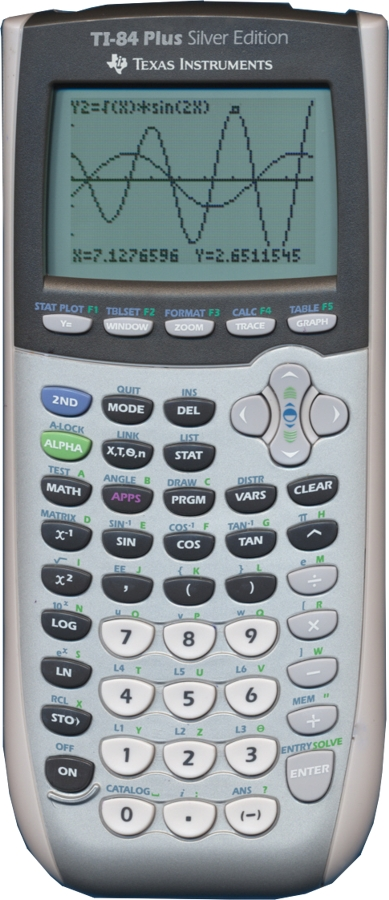 TI-84 Plus Silver Edition
TEXAS INSTRUMENTS
Y2=√(X)*sin(2X)
X=7.1276596 Y=2.6511545
STAT PLOT F1 TBLSET F2 FORMAT F3 CALC F4 TABLE F5
Y= WINDOW ZOOM TRACE GRAPH
QUIT INS
2ND MODE DEL
A-LOCK LINK LIST
ALPHA X,T,Θ,n STAT
TEST A ANGLE B DRAW C DISTR
MATH APPS PRGM VARS CLEAR
MATRIX D SIN⁻¹ E COS⁻¹ F TAN⁻¹ G π H
x⁻¹ SIN COS TAN ^
√ I EE J { K } L e M
x² , ( ) ÷
10ˣ N u O v P w Q [ R
LOG 7 8 9 ×
eˣ S L4 T L5 U L6 V ] W
LN 4 5 6 −
RCL X L1 Y L2 Z L3 θ MEM "
STO› 1 2 3 +
OFF CATALOG ⎵ i : ANS ? ENTRY SOLVE
ON 0 . (−) ENTER